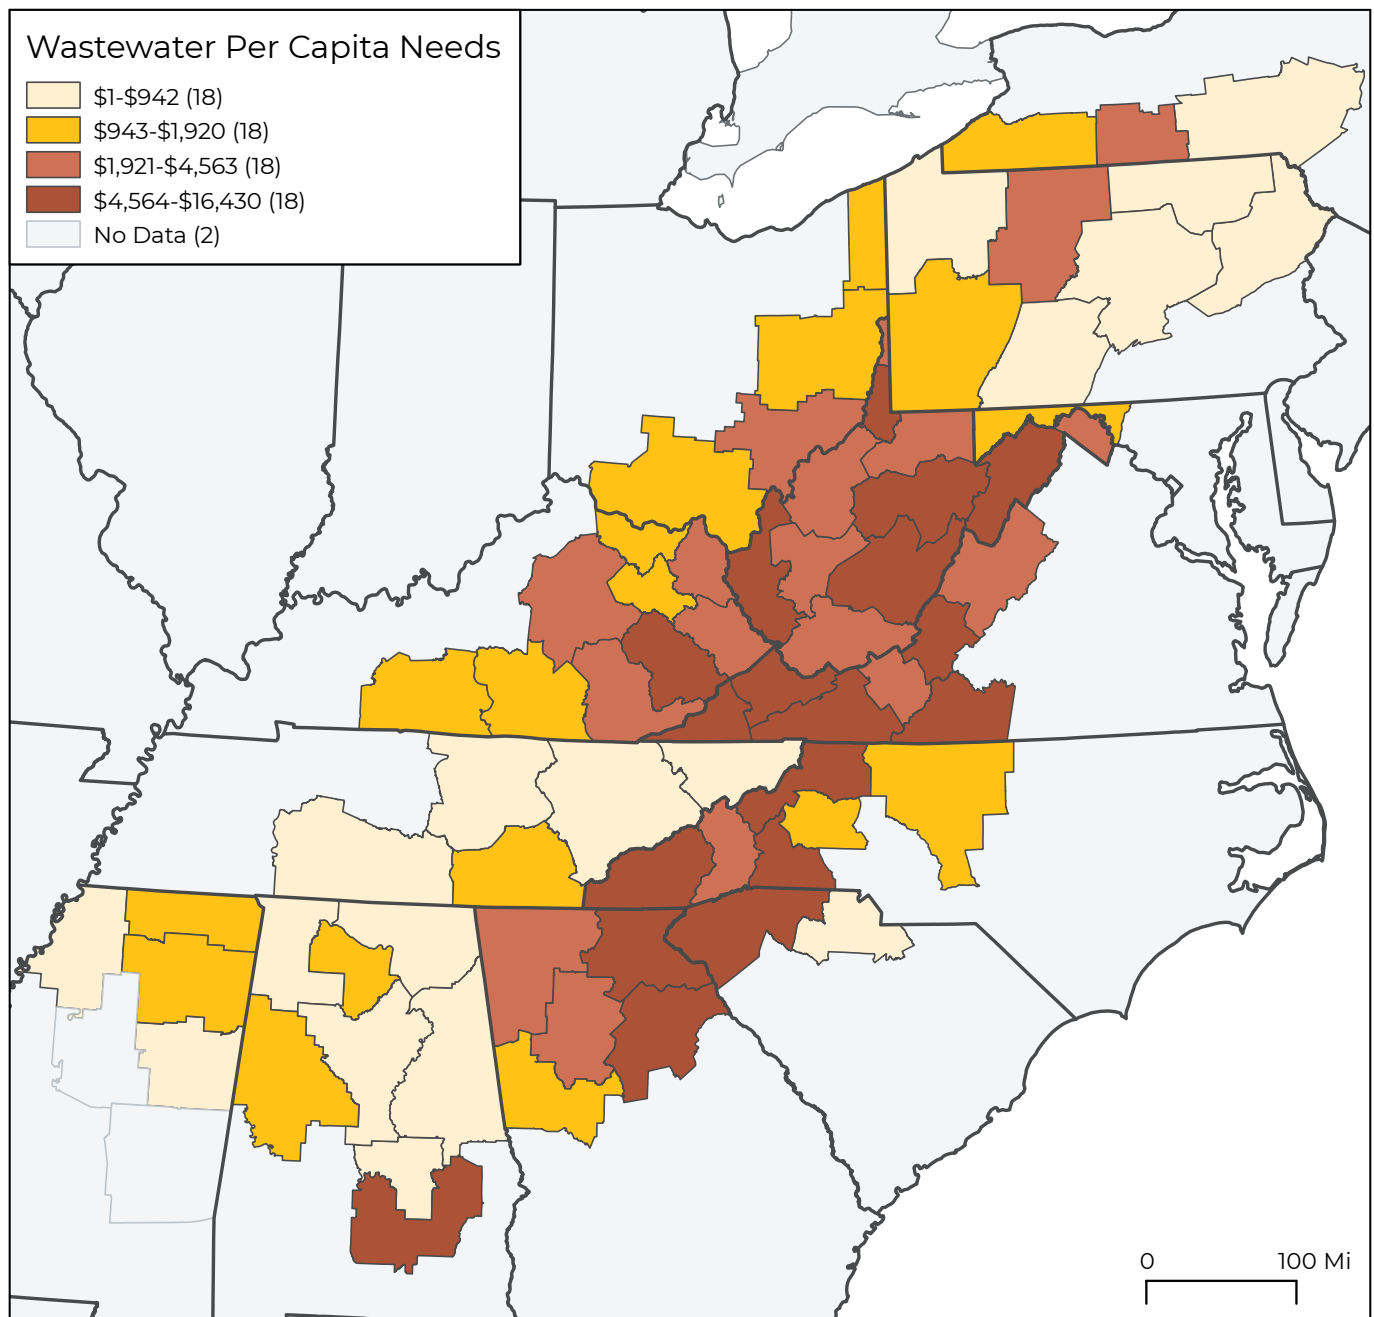 Wastewater Per Capita Needs
$1-$942 (18)
$943-$1,920 (18)
$1,921-$4,563 (18)
$4,564-$16,430 (18)
No Data (2)
0 100 Mi